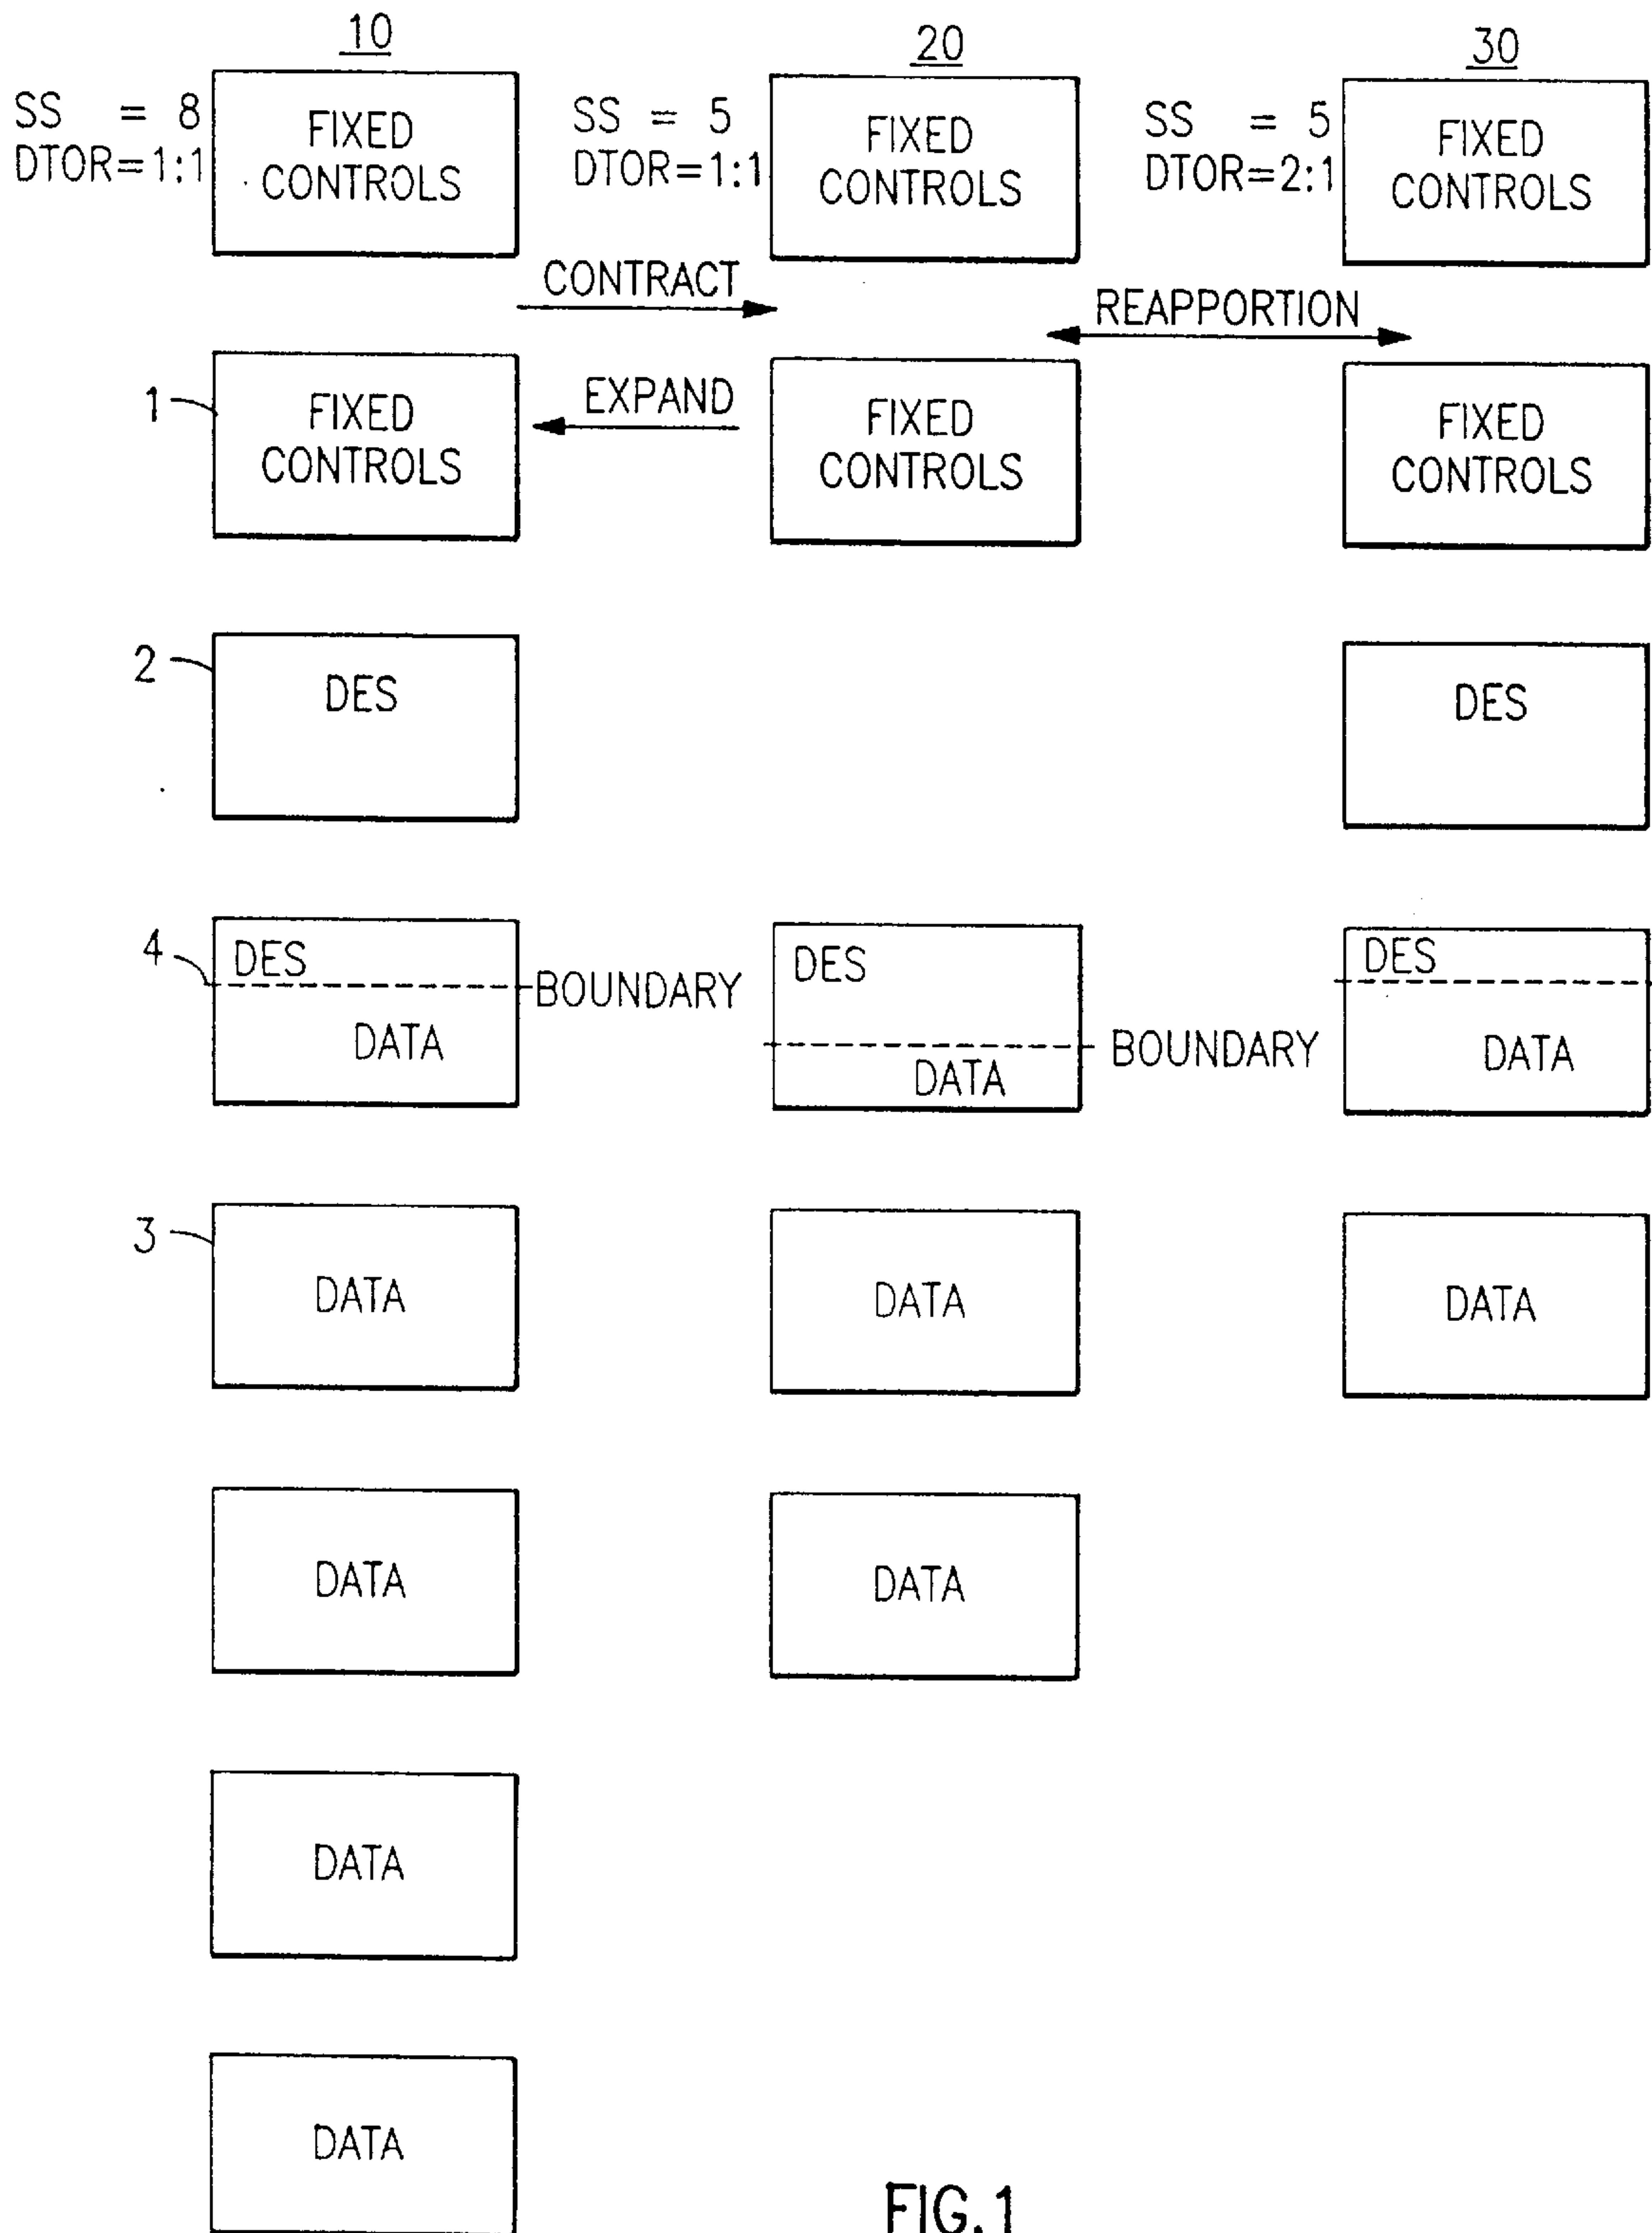 10
20
30
SS = 8
DTOR=1:1
FIXED
CONTROLS
SS = 5
DTOR=1:1
FIXED
CONTROLS
SS = 5
DTOR=2:1
FIXED
CONTROLS
CONTRACT
REAPPORTION
EXPAND
1
FIXED
CONTROLS
FIXED
CONTROLS
FIXED
CONTROLS
2
DES
DES
4
DES
BOUNDARY
DATA
DES
BOUNDARY
DATA
DES
DATA
3
DATA
DATA
DATA
DATA
DATA
DATA
DATA
FIG.1